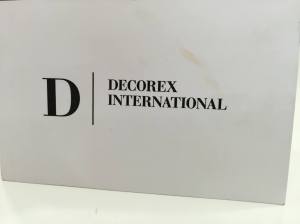 D
DECOREX
INTERNATIONAL